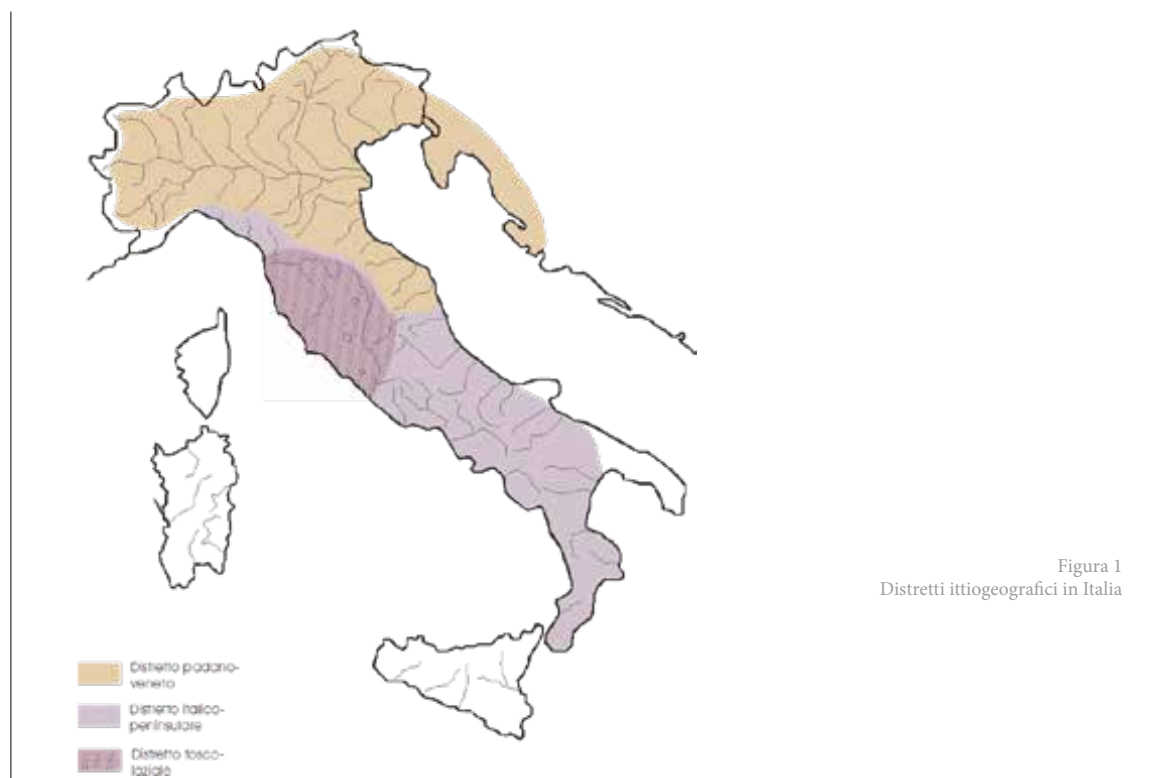 Figura 1
Distretti ittiogeografici in Italia
Distretto padano-
veneto
Distretto italico-
peninsulare
Distretto tosco-
laziale